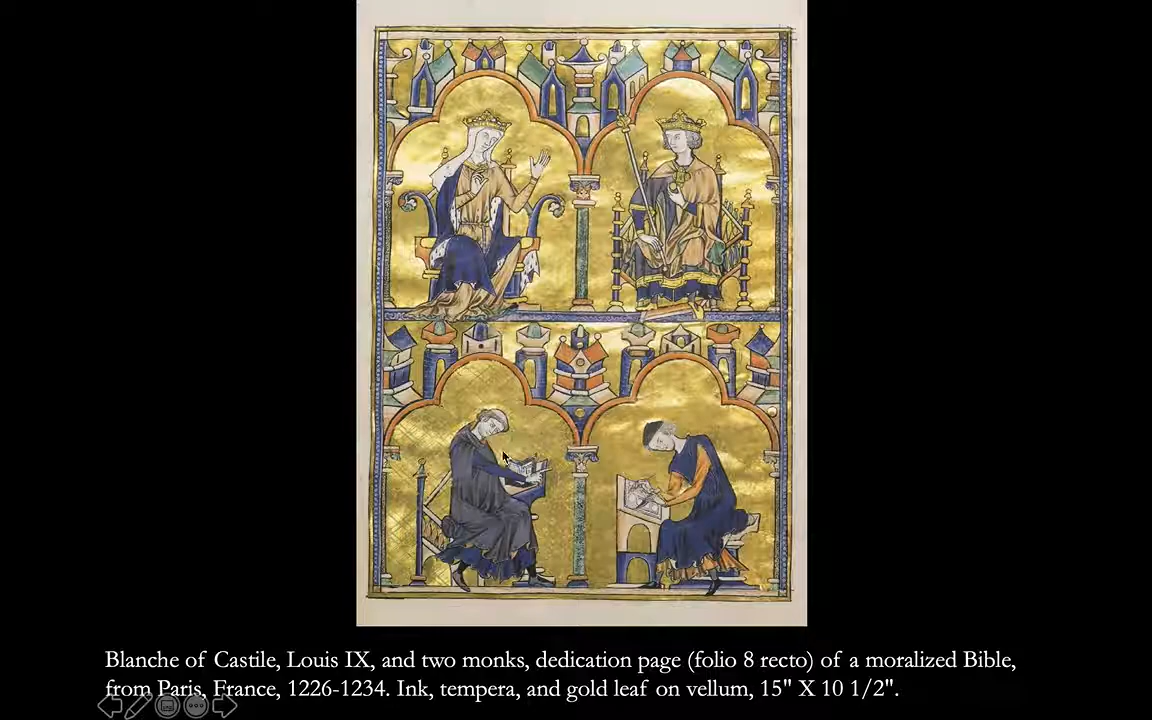 Blanche of Castile, Louis IX, and two monks, dedication page (folio 8 recto) of a moralized Bible,
from Paris, France, 1226-1234. Ink, tempera, and gold leaf on vellum, 15" X 10 1/2".